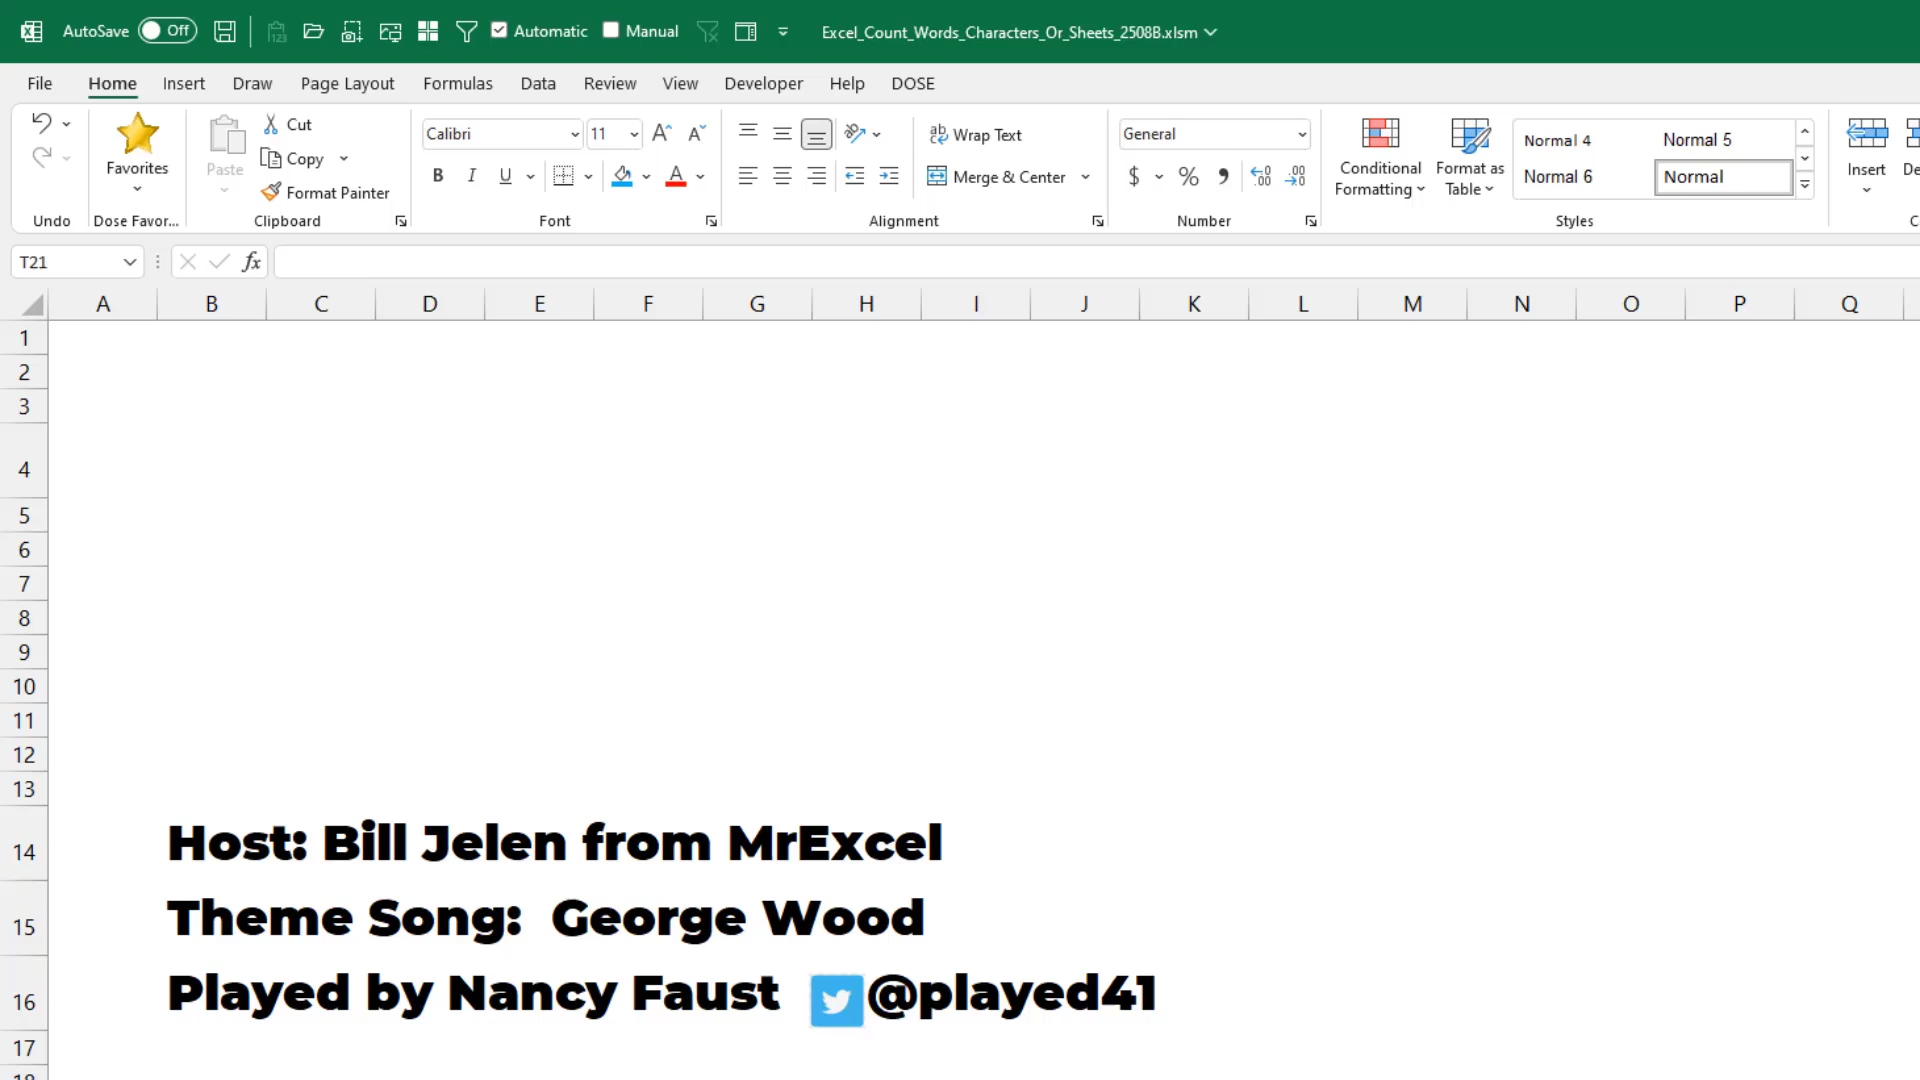 AutoSave Off Automatic Manual Excel_Count_Words_Characters_Or_Sheets_2508B.xlsm
File Home Insert Draw Page Layout Formulas Data Review View Developer Help DOSE
Favorites
Paste
Cut
Copy
Format Painter
Calibri 11
B I U A
Wrap Text
Merge & Center
General
$ %
Conditional Formatting
Format as Table
Normal 4 Normal 5
Normal 6 Normal
Insert
De
Undo Dose Favor... Clipboard Font Alignment Number Styles
T21 fx
A B C D E F G H I J K L M N O P Q
1
2
3
4
5
6
7
8
9
10
11
12
13
14 Host: Bill Jelen from MrExcel
15 Theme Song: George Wood
16 Played by Nancy Faust @played41
17
18